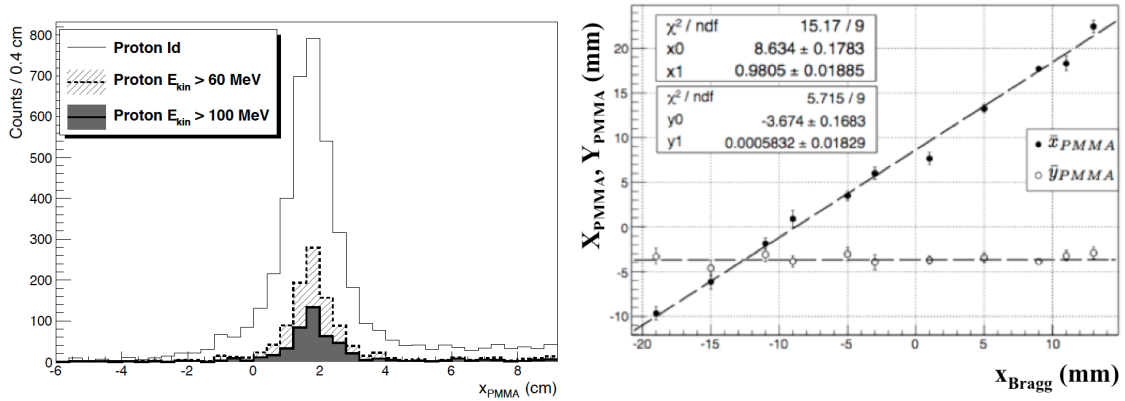 Counts / 0.4 cm
800
700
600
500
400
300
200
100
0
Proton Id
Proton E_kin > 60 MeV
Proton E_kin > 100 MeV
-6 -4 -2 0 2 4 6 8
x_PMMA (cm)
X_PMMA, Y_PMMA (mm)
20
15
10
5
0
-5
-10
χ² / ndf 15.17 / 9
x0 8.634 ± 0.1783
x1 0.9805 ± 0.01885
χ² / ndf 5.715 / 9
y0 -3.674 ± 0.1683
y1 0.0005832 ± 0.01829
x̄_PMMA
ȳ_PMMA
-20 -15 -10 -5 0 5 10
x_Bragg (mm)